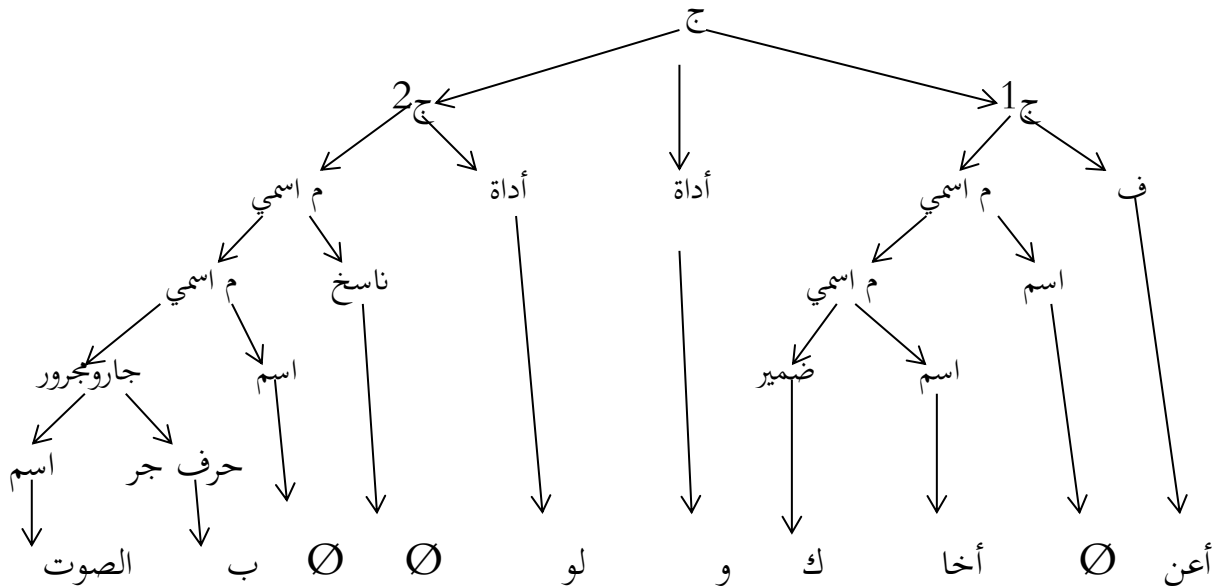 ج
ج1 ج2
ف م اسمي أداة أداة م اسمي
اسم م اسمي ناسخ م اسمي
اسم ضمير اسم جارومجرور
حرف جر اسم
أعن Ø أخا ك و لو Ø Ø ب الصوت